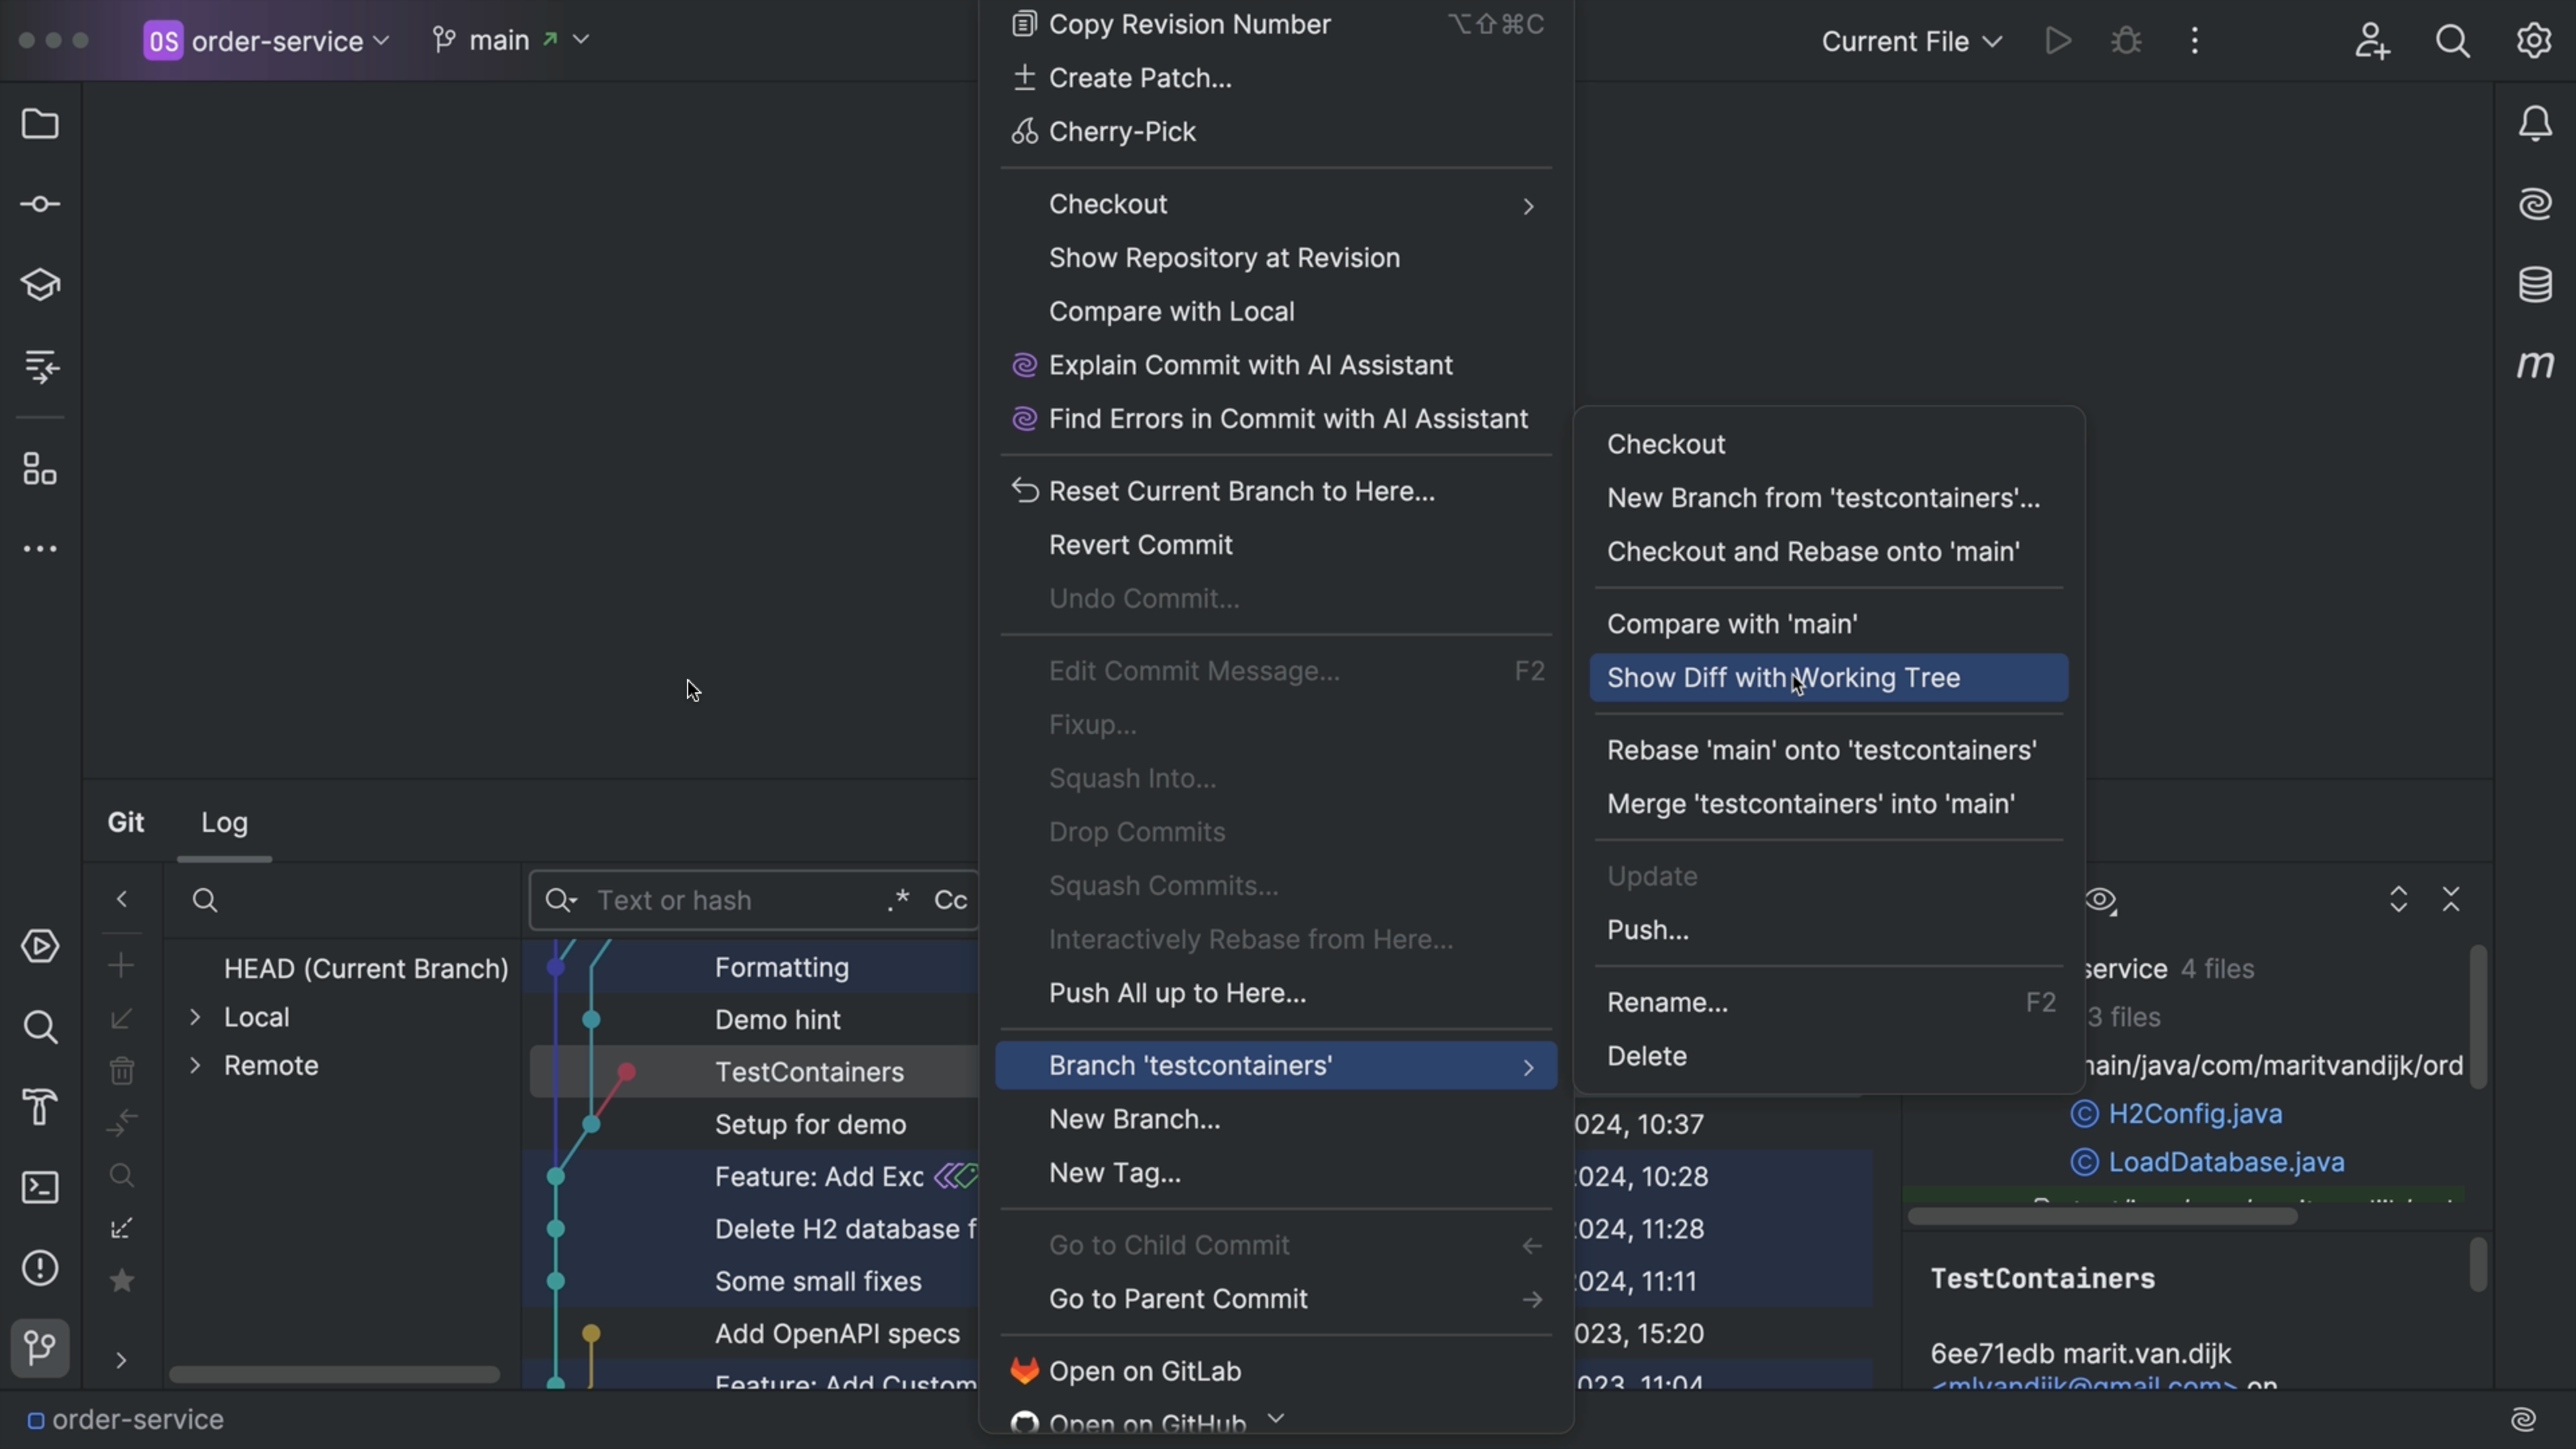 OS order-service
main
Current File
Copy Revision Number ⌥⇧⌘C
Create Patch...
Cherry-Pick
Checkout
Show Repository at Revision
Compare with Local
Explain Commit with AI Assistant
Find Errors in Commit with AI Assistant
Reset Current Branch to Here...
Revert Commit
Undo Commit...
Edit Commit Message... F2
Fixup...
Squash Into...
Drop Commits
Squash Commits...
Interactively Rebase from Here...
Push All up to Here...
Branch 'testcontainers'
New Branch...
New Tag...
Go to Child Commit ←
Go to Parent Commit →
Open on GitLab
Open on GitHub
Checkout
New Branch from 'testcontainers'...
Checkout and Rebase onto 'main'
Compare with 'main'
Show Diff with Working Tree
Rebase 'main' onto 'testcontainers'
Merge 'testcontainers' into 'main'
Update
Push...
Rename... F2
Delete
m
Git Log
Text or hash .* Cc
HEAD (Current Branch)
Local
Remote
Formatting
Demo hint
TestContainers
Setup for demo 024, 10:37
Feature: Add Exc 024, 10:28
Delete H2 database f 024, 11:28
Some small fixes 024, 11:11
Add OpenAPI specs 023, 15:20
Feature: Add Custom 023, 11:04
service 4 files
3 files
main/java/com/maritvandijk/ord
H2Config.java
LoadDatabase.java
TestContainers
6ee71edb marit.van.dijk
<mlvandijk@gmail.com> on
order-service